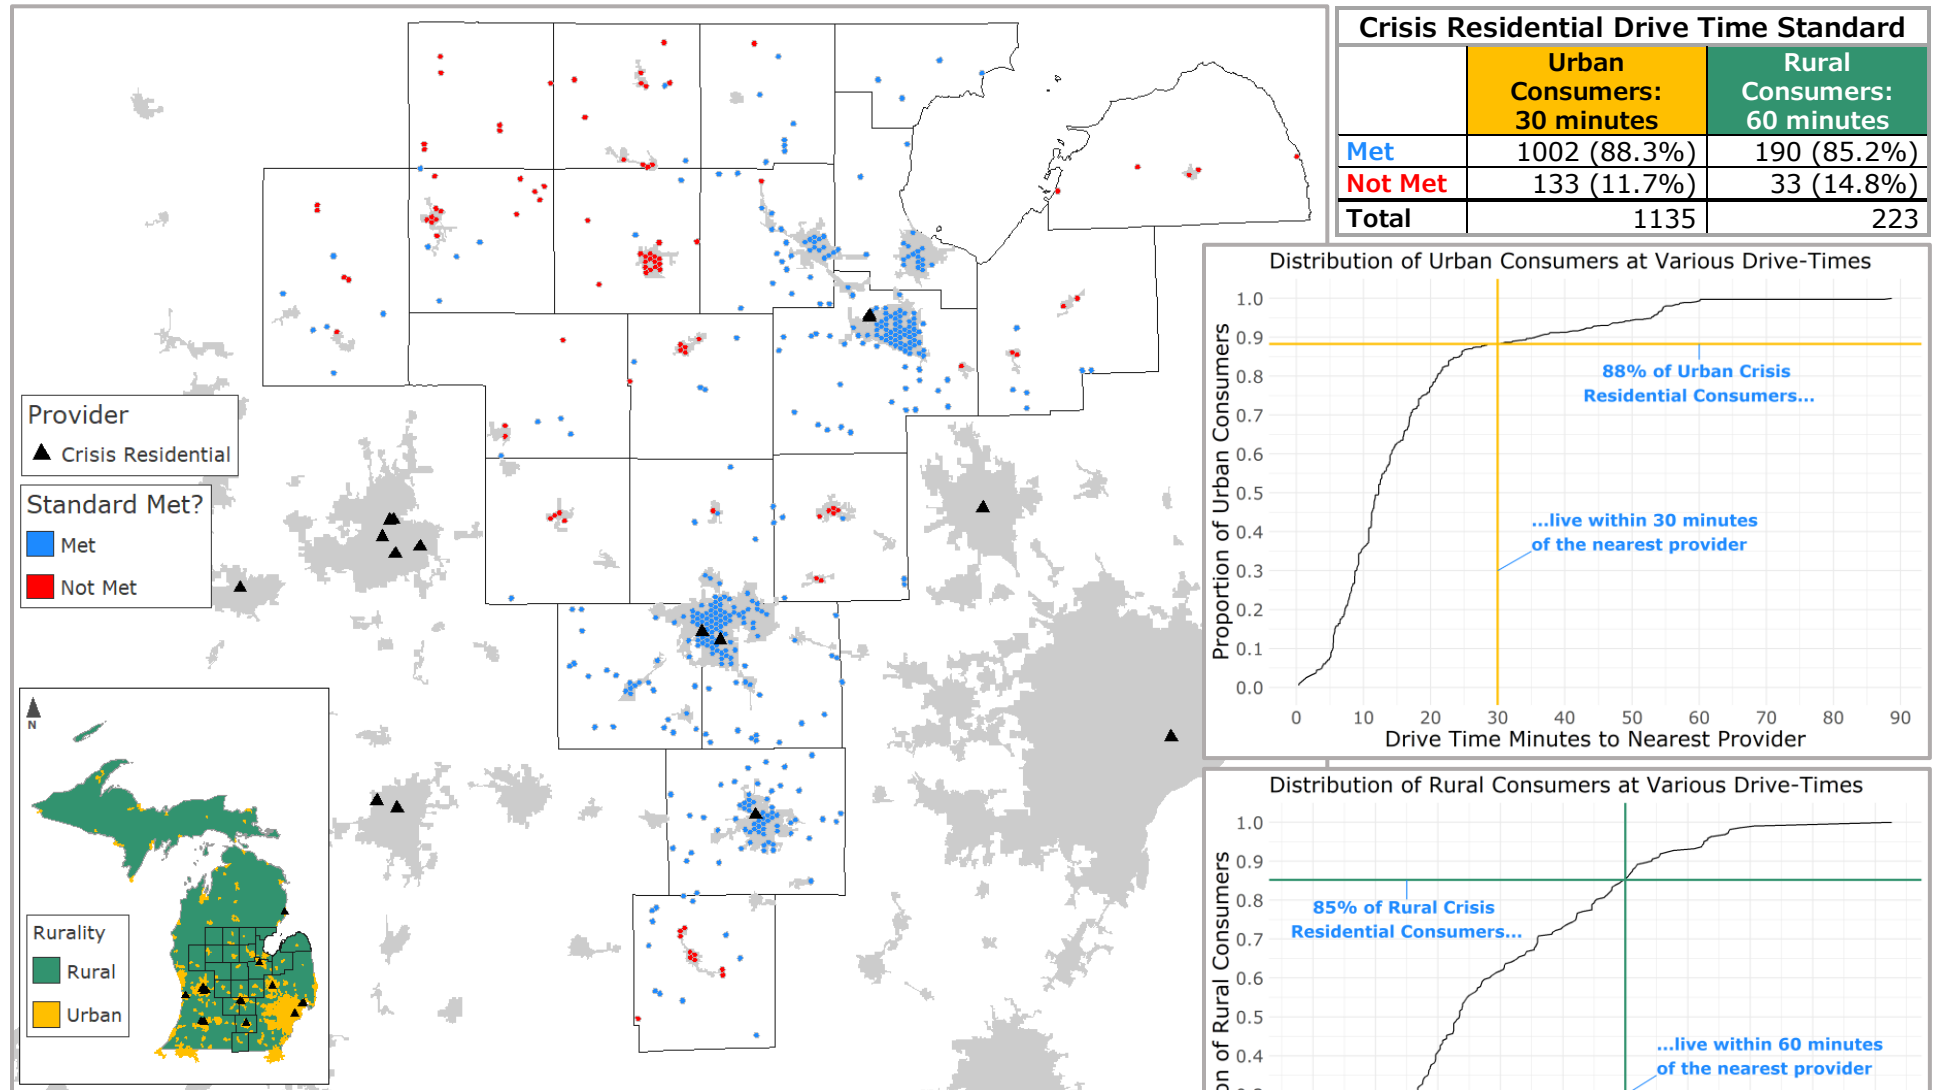 Crisis Residential Drive Time Standard
Urban Consumers: 30 minutes
Rural Consumers: 60 minutes
Met 1002 (88.3%) 190 (85.2%)
Not Met 133 (11.7%) 33 (14.8%)
Total 1135 223
Provider
Crisis Residential
Standard Met?
Met
Not Met
N
Rurality
Rural
Urban
Distribution of Urban Consumers at Various Drive-Times
Proportion of Urban Consumers
1.0
0.9
0.8
0.7
0.6
0.5
0.4
0.3
0.2
0.1
0.0
88% of Urban Crisis
Residential Consumers...
...live within 30 minutes
of the nearest provider
0 10 20 30 40 50 60 70 80 90
Drive Time Minutes to Nearest Provider
Distribution of Rural Consumers at Various Drive-Times
of Rural Consumers
1.0
0.9
0.8
0.7
0.6
0.5
0.4
85% of Rural Crisis
Residential Consumers...
...live within 60 minutes
of the nearest provider